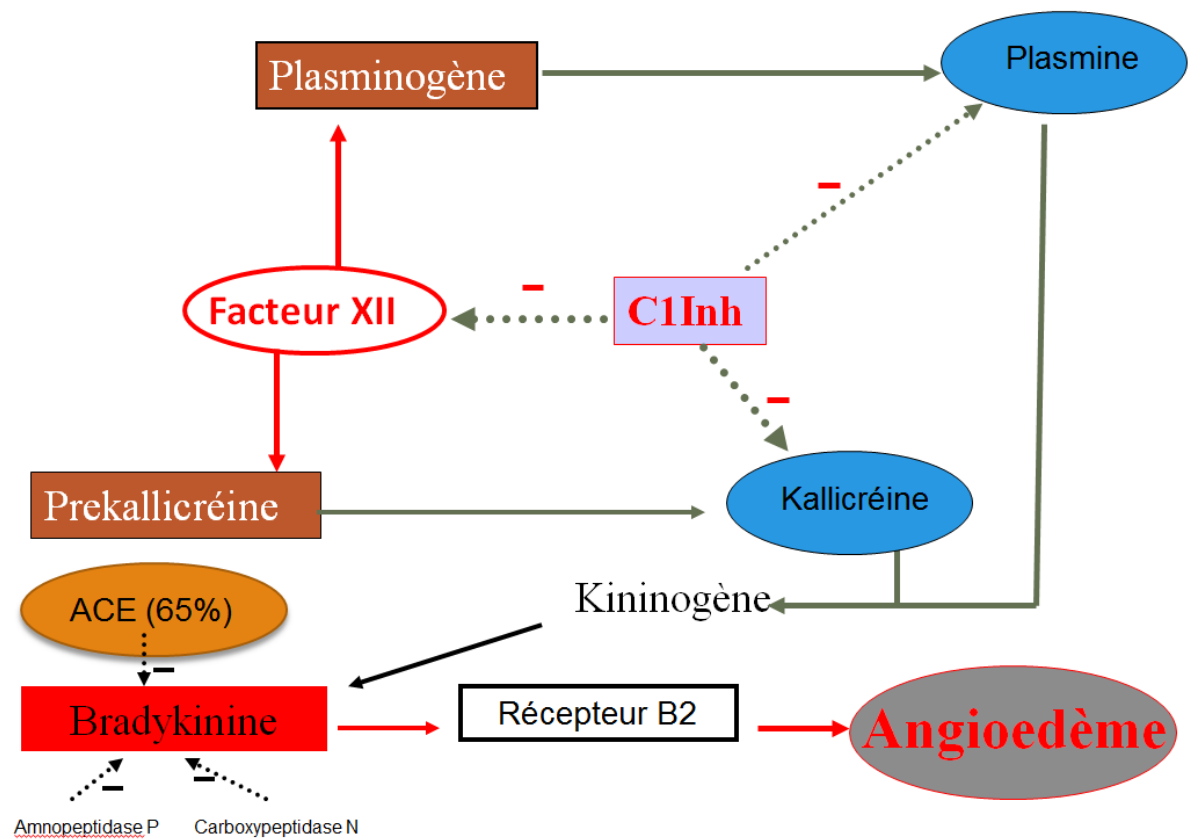 Plasminogène
Plasmine
–
Facteur XII
–
C1Inh
–
Prekallicréine
Kallicréine
ACE (65%)
Kininogène
–
Bradykinine
Récepteur B2
Angioedème
–
–
Amnopeptidase P
Carboxypeptidase N